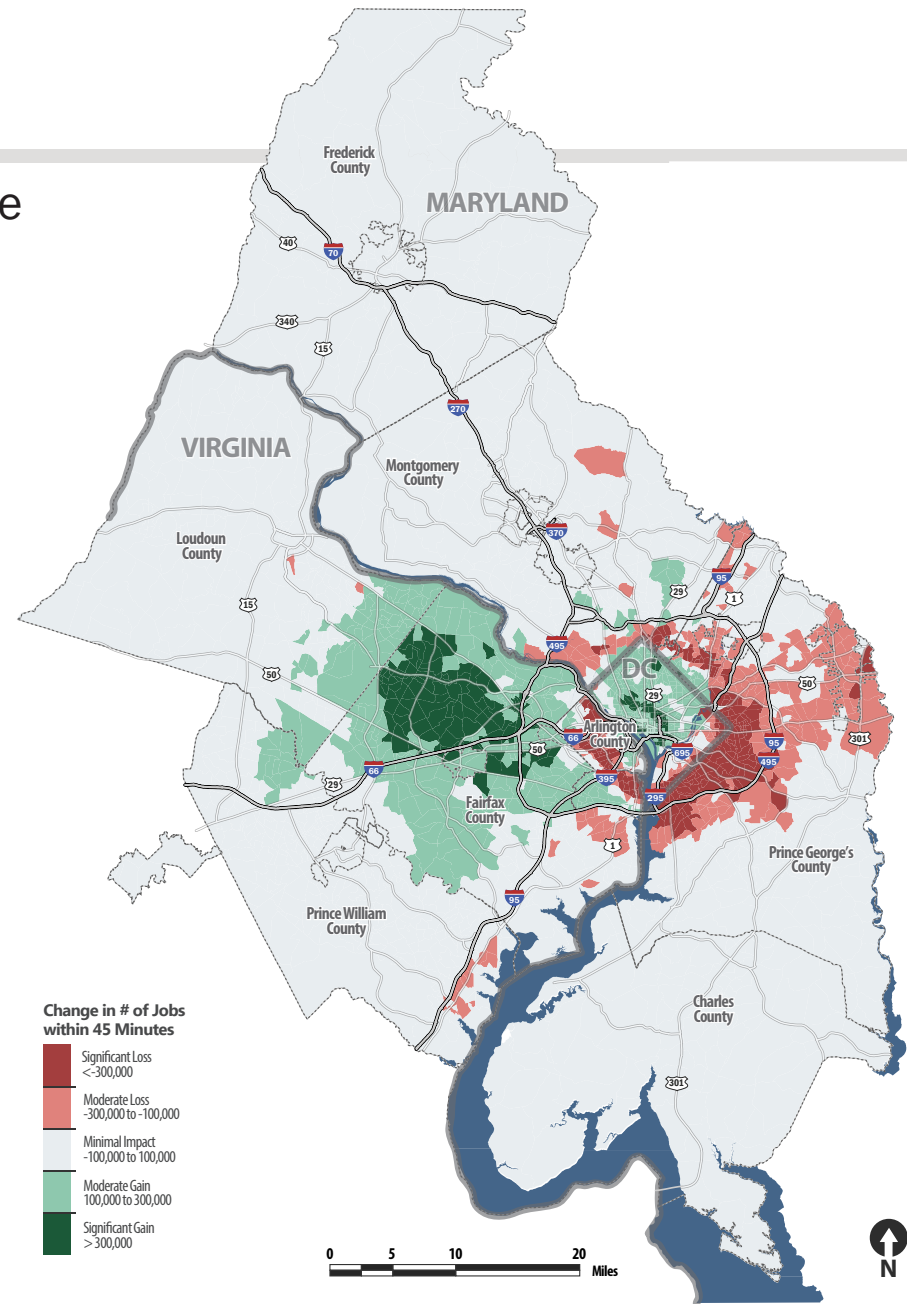 e
Frederick
County
MARYLAND
40
70
340
15
270
VIRGINIA
Montgomery
County
370
Loudoun
County
95
29
1
15
495
DC
50
50
29
Arlington
County
66
301
50
695
95
495
66
395
29
295
Fairfax
County
1
Prince George's
County
95
Prince William
County
Charles
County
301
Change in # of Jobs
within 45 Minutes
Significant Loss
<-300,000
Moderate Loss
-300,000 to -100,000
Minimal Impact
-100,000 to 100,000
Moderate Gain
100,000 to 300,000
Significant Gain
> 300,000
0 5 10 20
Miles
N